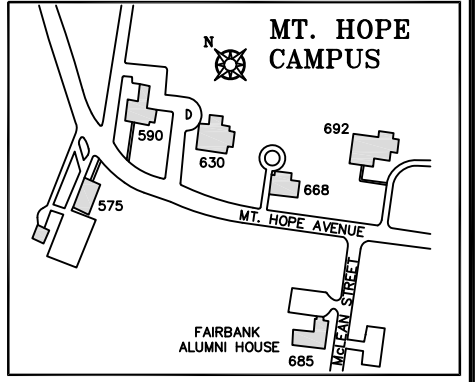 MT. HOPE
CAMPUS
N
590
630
692
668
575
MT. HOPE AVENUE
McLEAN STREET
FAIRBANK
ALUMNI HOUSE
685